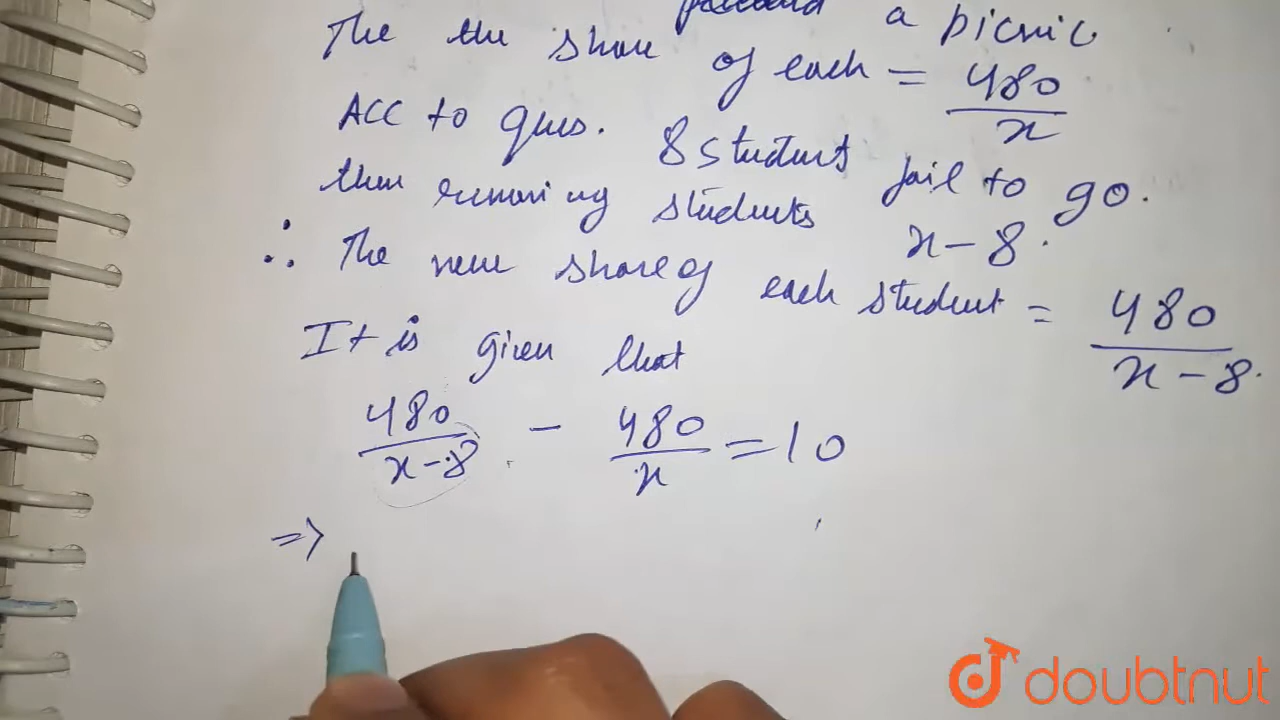 a picnic
The the share of each = 480/x
ACC to ques. 8 student fail to go.
then remaining students x-8.
∴ The new share of each student = 480/x-8.
It is given that
480/x-8 - 480/x = 10
⇒
doubtnut